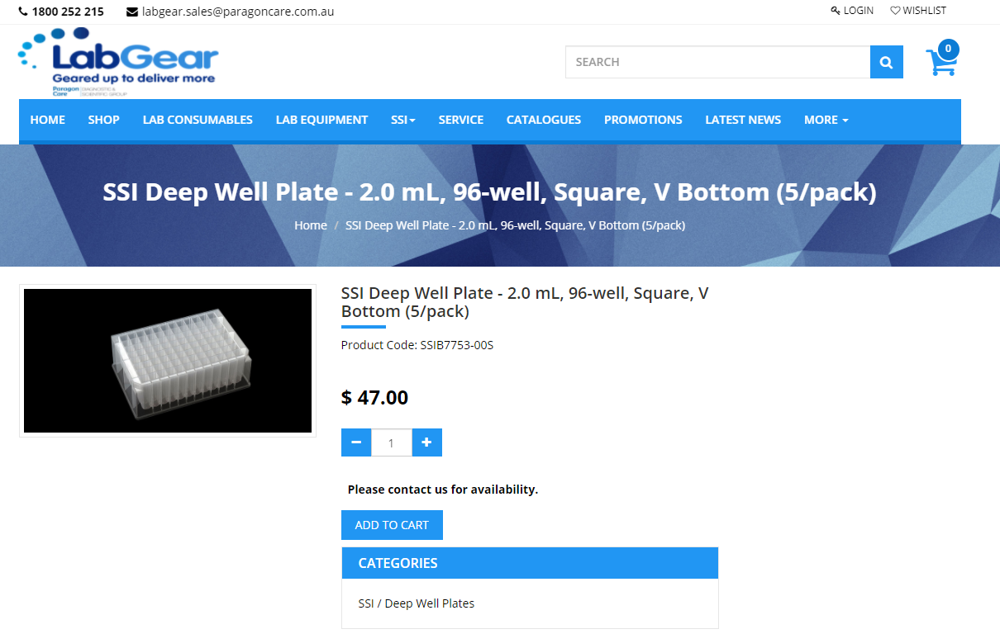 1800 252 215 labgear.sales@paragoncare.com.au LOGIN WISHLIST
LabGear
Geared up to deliver more
Paragon Care DIAGNOSTIC & SCIENTIFIC GROUP
SEARCH
0
HOME SHOP LAB CONSUMABLES LAB EQUIPMENT SSI SERVICE CATALOGUES PROMOTIONS LATEST NEWS MORE
SSI Deep Well Plate - 2.0 mL, 96-well, Square, V Bottom (5/pack)
Home / SSI Deep Well Plate - 2.0 mL, 96-well, Square, V Bottom (5/pack)
SSI Deep Well Plate - 2.0 mL, 96-well, Square, V
Bottom (5/pack)
Product Code: SSIB7753-00S
$ 47.00
1
Please contact us for availability.
ADD TO CART
CATEGORIES
SSI / Deep Well Plates